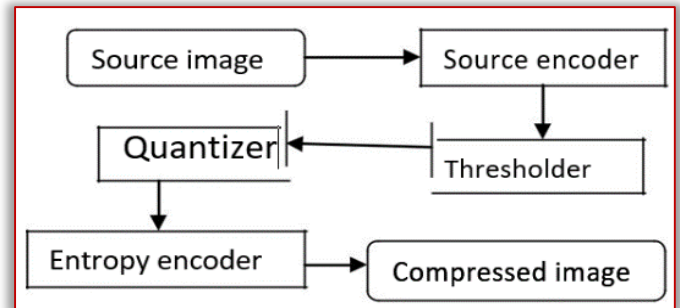 Source image
Source encoder
Quantizer
Thresholder
Entropy encoder
Compressed image